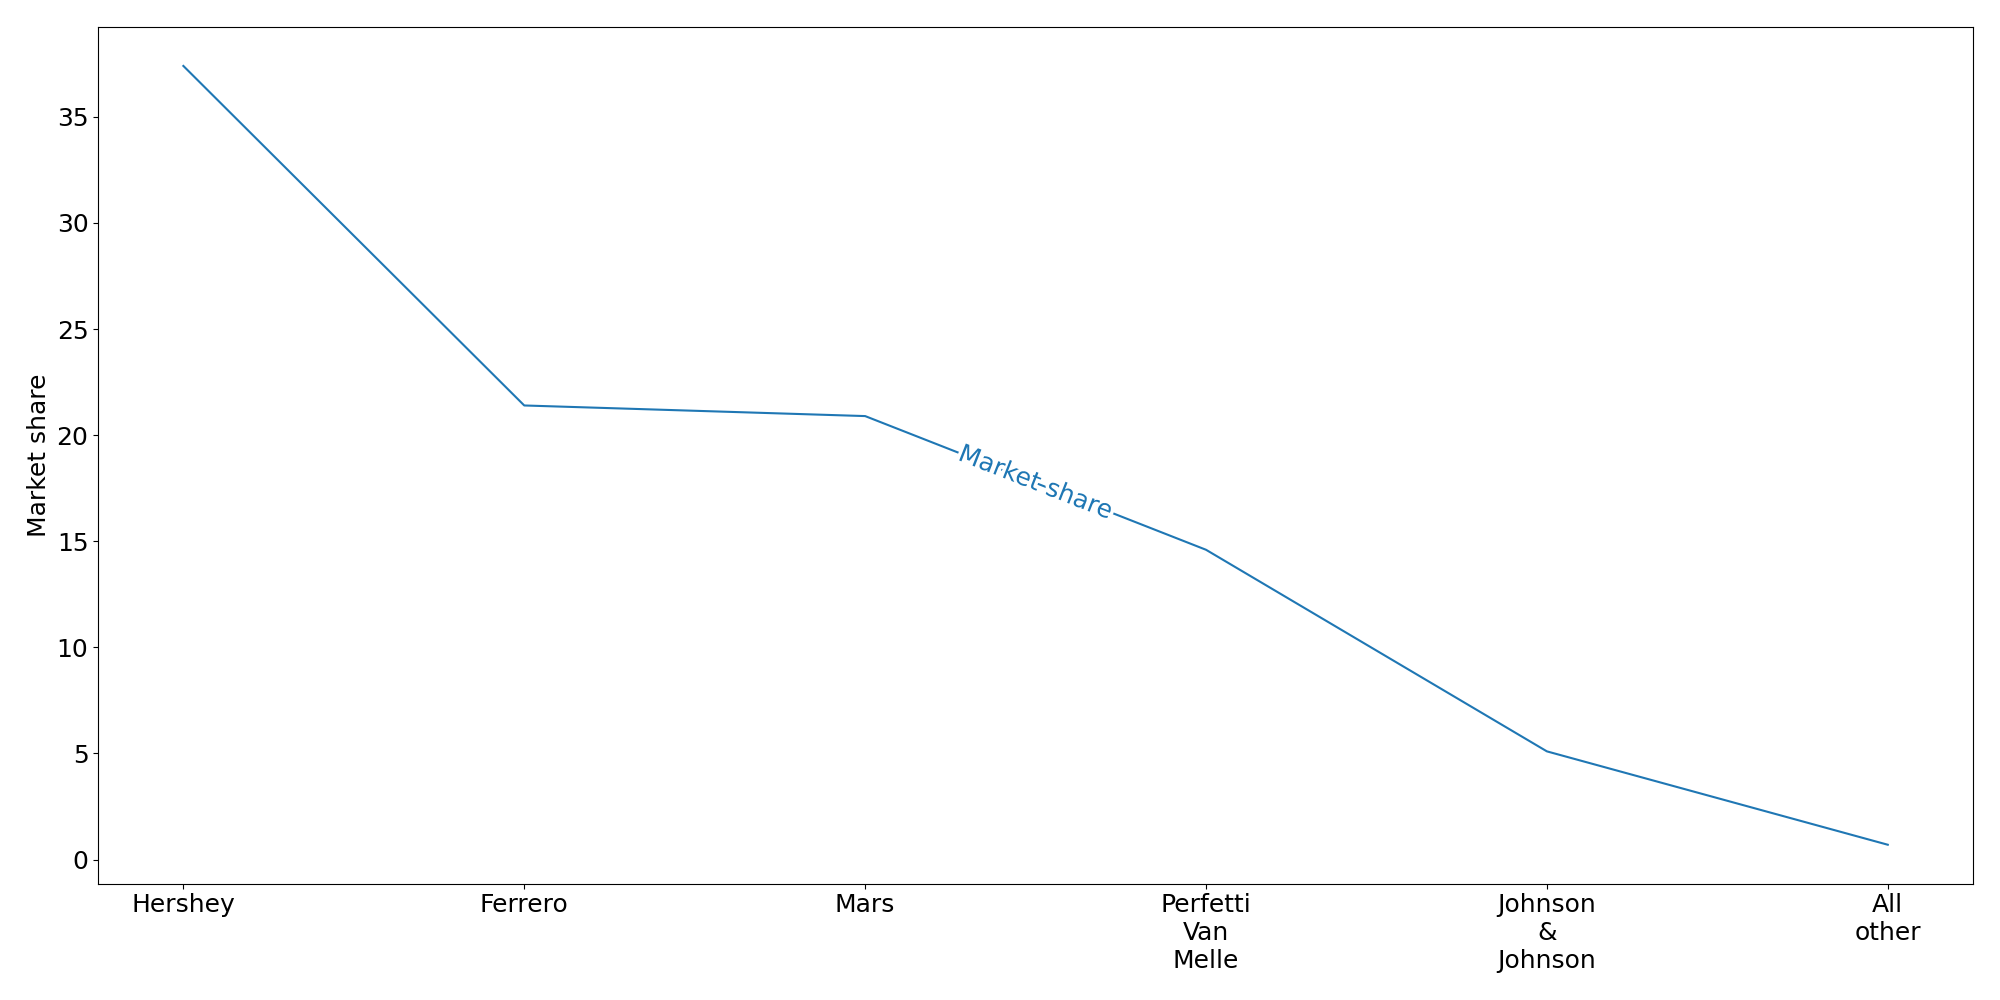 35
30
25
20
15
10
5
0
Market share
Market-share
Hershey
Ferrero
Mars
Perfetti
Van
Melle
Johnson
&
Johnson
All
other